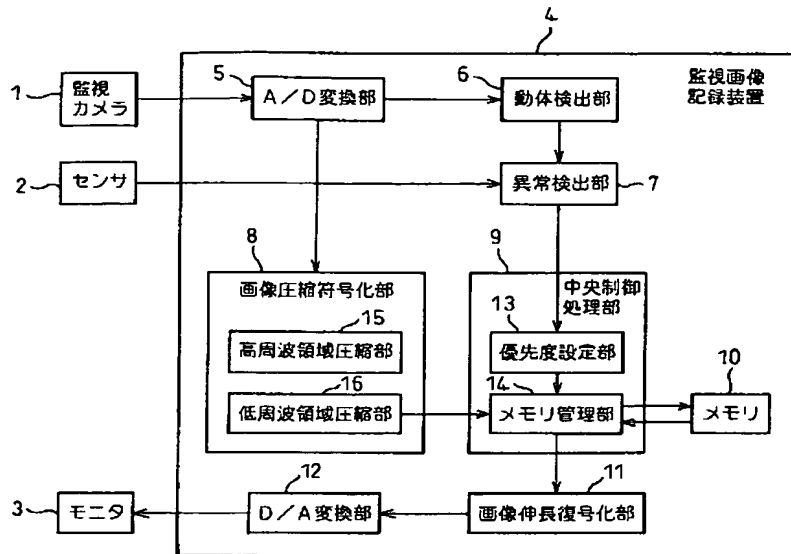 4
監視画像
記録装置
1
監視
カメラ
5
A/D変換部
6
動体検出部
2
センサ
異常検出部
7
8
画像圧縮符号化部
15
高周波領域圧縮部
16
低周波領域圧縮部
9
中央制御
処理部
13
優先度設定部
14
メモリ管理部
10
メモリ
3
モニタ
12
D/A変換部
11
画像伸長復号化部